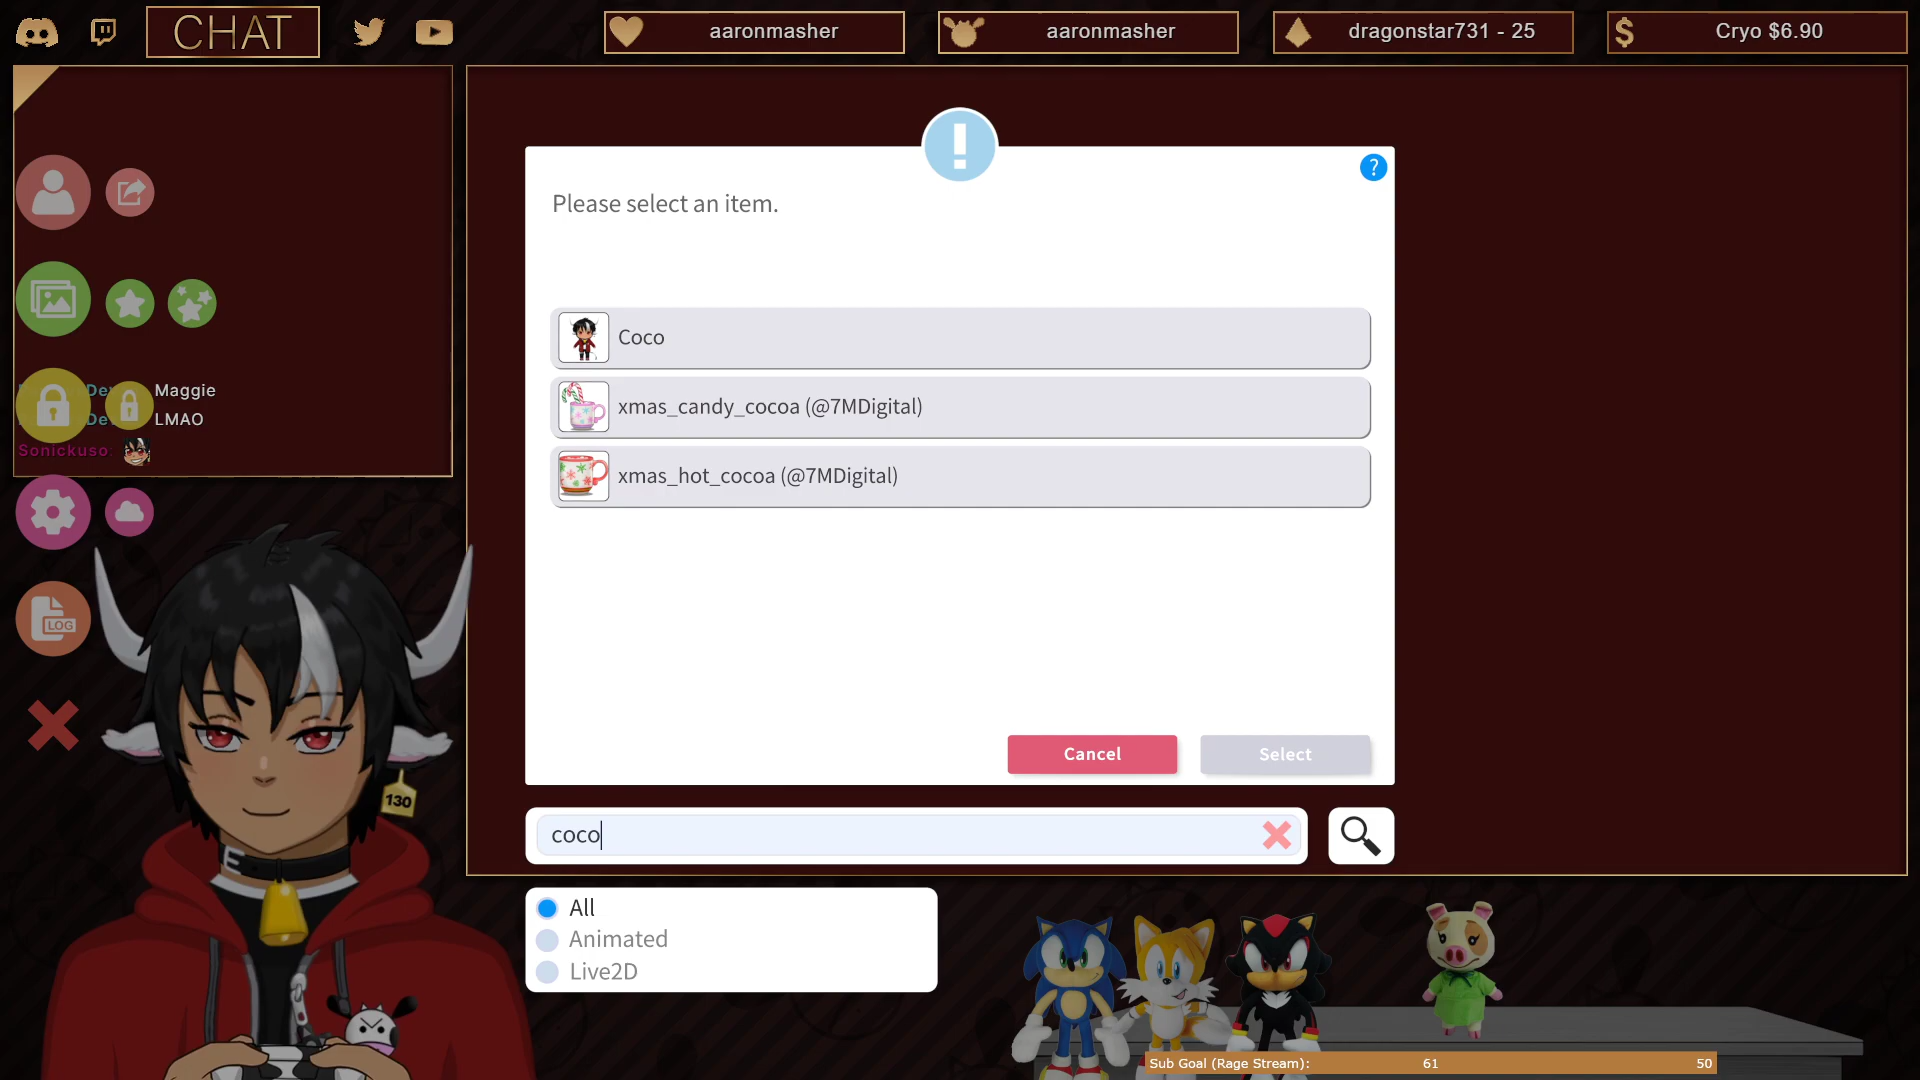 CHAT
aaronmasher
aaronmasher
dragonstar731 - 25
Cryo $6.90
!
?
Please select an item.
Coco
xmas_candy_cocoa (@7MDigital)
xmas_hot_cocoa (@7MDigital)
Maggie
LMAO
Sonickuso:
LOG
Cancel
Select
coco
All
Animated
Live2D
130
E
Sub Goal (Rage Stream): 61 50